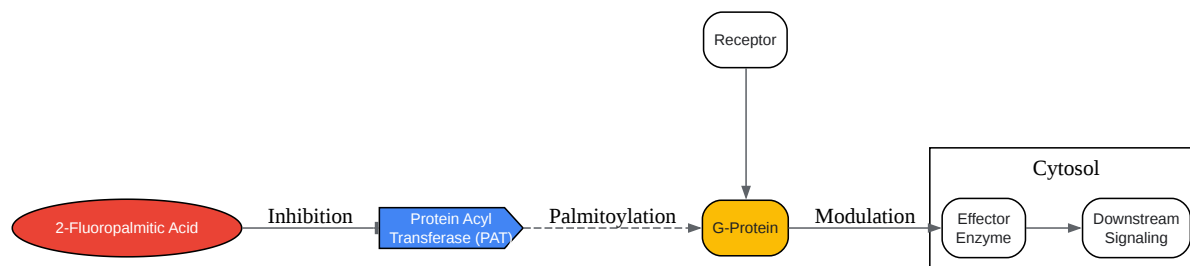 Receptor
Cytosol
2-Fluoropalmitic Acid
Inhibition
Protein Acyl
Transferase (PAT)
Palmitoylation
G-Protein
Modulation
Effector
Enzyme
Downstream
Signaling